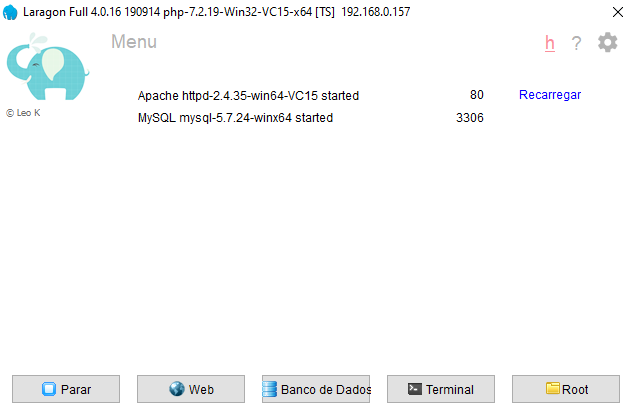 Laragon Full 4.0.16 190914 php-7.2.19-Win32-VC15-x64 [TS] 192.168.0.157
Menu
h ?
© Leo K
Apache httpd-2.4.35-win64-VC15 started 80 Recarregar
MySQL mysql-5.7.24-winx64 started 3306
Parar Web Banco de Dados Terminal Root